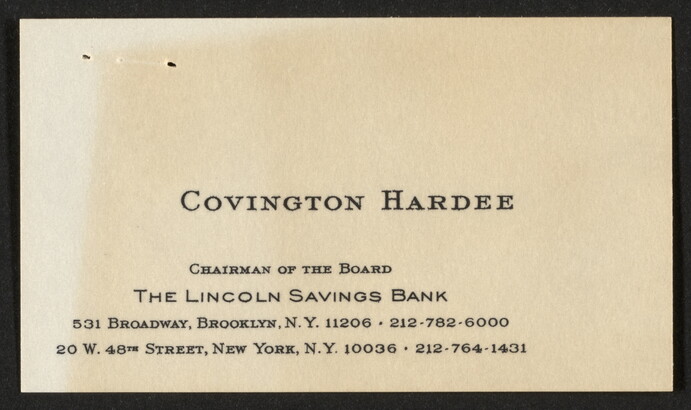 Covington Hardee
Chairman of the Board
The Lincoln Savings Bank
531 Broadway, Brooklyn, N.Y. 11206 · 212-782-6000
20 W. 48th Street, New York, N.Y. 10036 · 212-764-1431